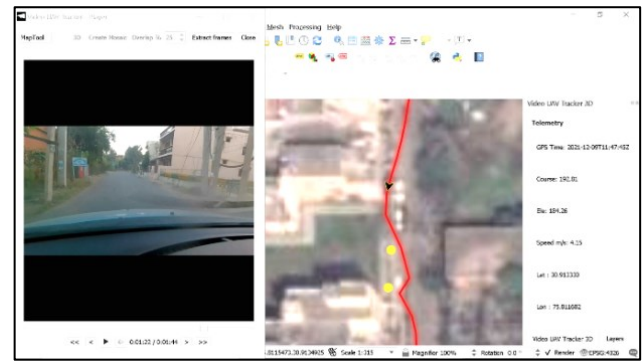 Video UAV Tracker - Player
MapTool 3D Create Mosaic Overlap % 25 Extract frames Close
<< < 0:01:22 / 0:01:44 > >>
Mesh Processing Help
Video UAV Tracker 3D
Telemetry
GPS Time 2021-12-09T11:47:45Z
Course: 192.81
Ele: 184.26
Speed m/s: 4.15
Lat : 30.913333
Lon : 75.811682
Video UAV Tracker 3D Layers
Scale 1:315 Magnifier 100% Rotation 0.0 ° Render EPSG:4326